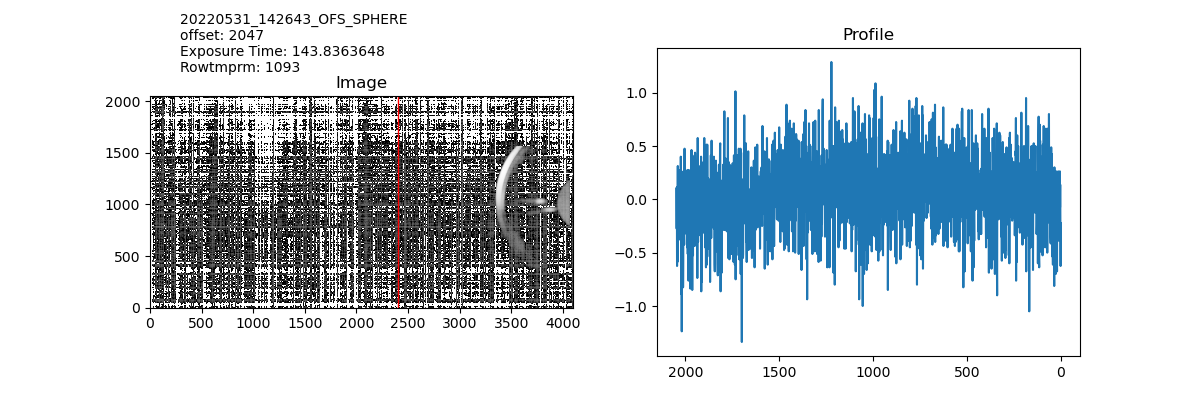 20220531_142643_OFS_SPHERE
offset: 2047
Exposure Time: 143.8363648
Rowtmprm: 1093
Image
2000
1500
1000
500
0
0 500 1000 1500 2000 2500 3000 3500 4000
Profile
1.0
0.5
0.0
−0.5
−1.0
2000 1500 1000 500 0